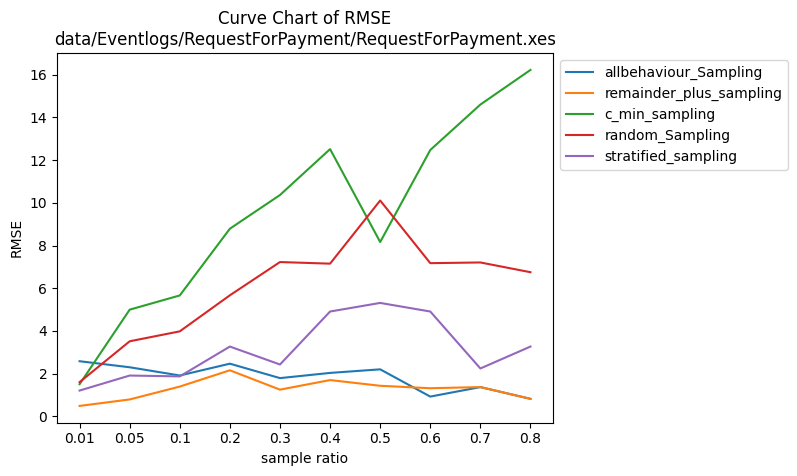 Curve Chart of RMSE
data/Eventlogs/RequestForPayment/RequestForPayment.xes
allbehaviour_Sampling
remainder_plus_sampling
c_min_sampling
random_Sampling
stratified_sampling
RMSE
16
14
12
10
8
6
4
2
0
0.01 0.05 0.1 0.2 0.3 0.4 0.5 0.6 0.7 0.8
sample ratio